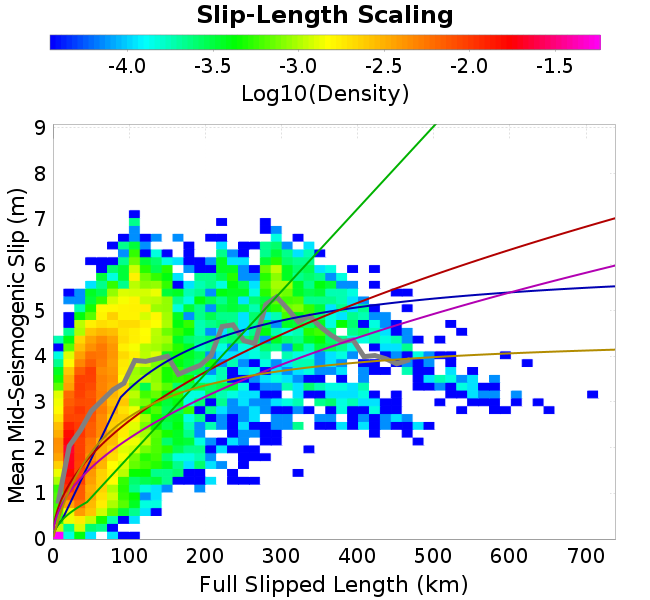 Slip-Length Scaling
-4.0 -3.5 -3.0 -2.5 -2.0 -1.5
Log10(Density)
Mean Mid-Seismogenic Slip (m)
9
8
7
6
5
4
3
2
1
0
0 100 200 300 400 500 600 700
Full Slipped Length (km)